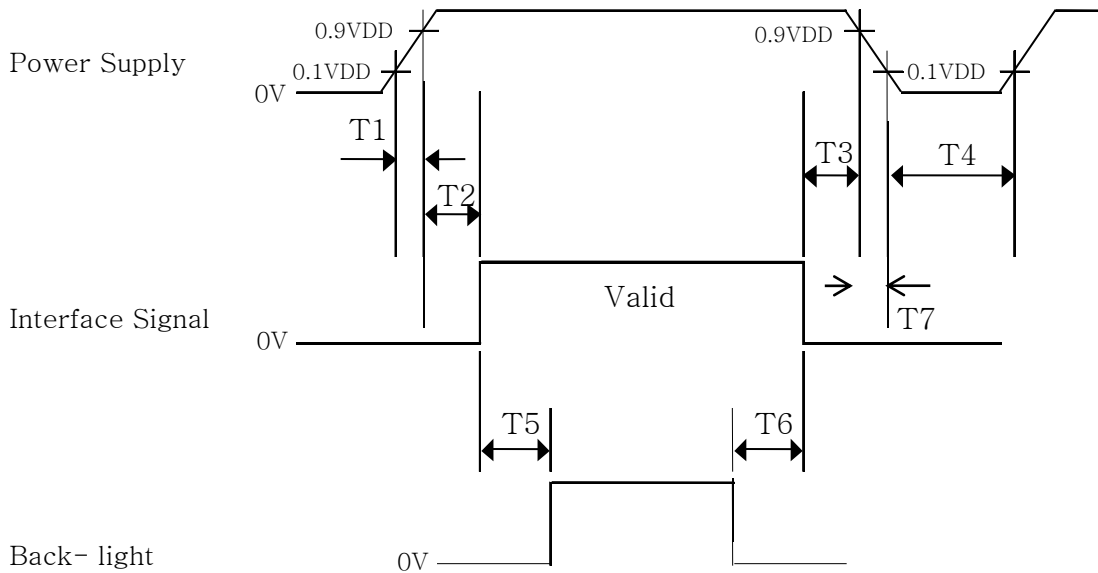 0.9VDD
0.9VDD
Power Supply
0.1VDD
0.1VDD
0V
T1
T3
T4
T2
Valid
Interface Signal
T7
0V
T5
T6
Back- light
0V